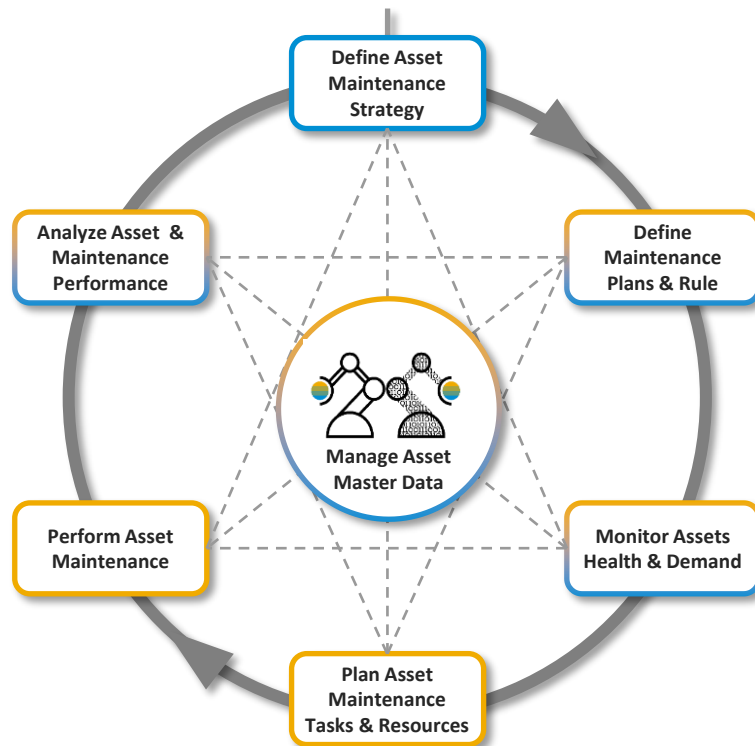 Define Asset
Maintenance
Strategy
Analyze Asset &
Maintenance
Performance
Define
Maintenance
Plans & Rule
Manage Asset
Master Data
Perform Asset
Maintenance
Monitor Assets
Health & Demand
Plan Asset
Maintenance
Tasks & Resources